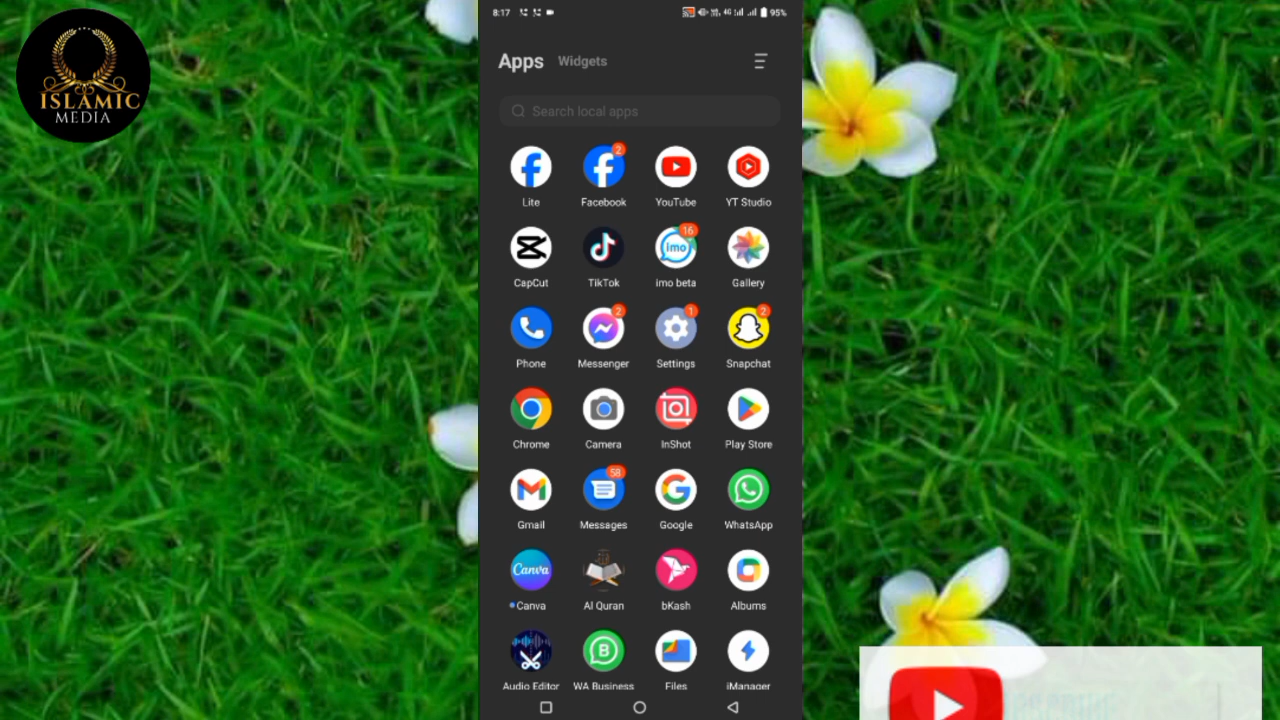 ISLAMIC
MEDIA
8:17
4G
95%
Apps Widgets
Search local apps
2
Lite Facebook YouTube YT Studio
16
imo
CapCut TikTok imo beta Gallery
2 1 2
Phone Messenger Settings Snapchat
Chrome Camera InShot Play Store
58
Gmail Messages Google WhatsApp
Canva
Canva Al Quran bKash Albums
B
Audio Editor WA Business Files iManager